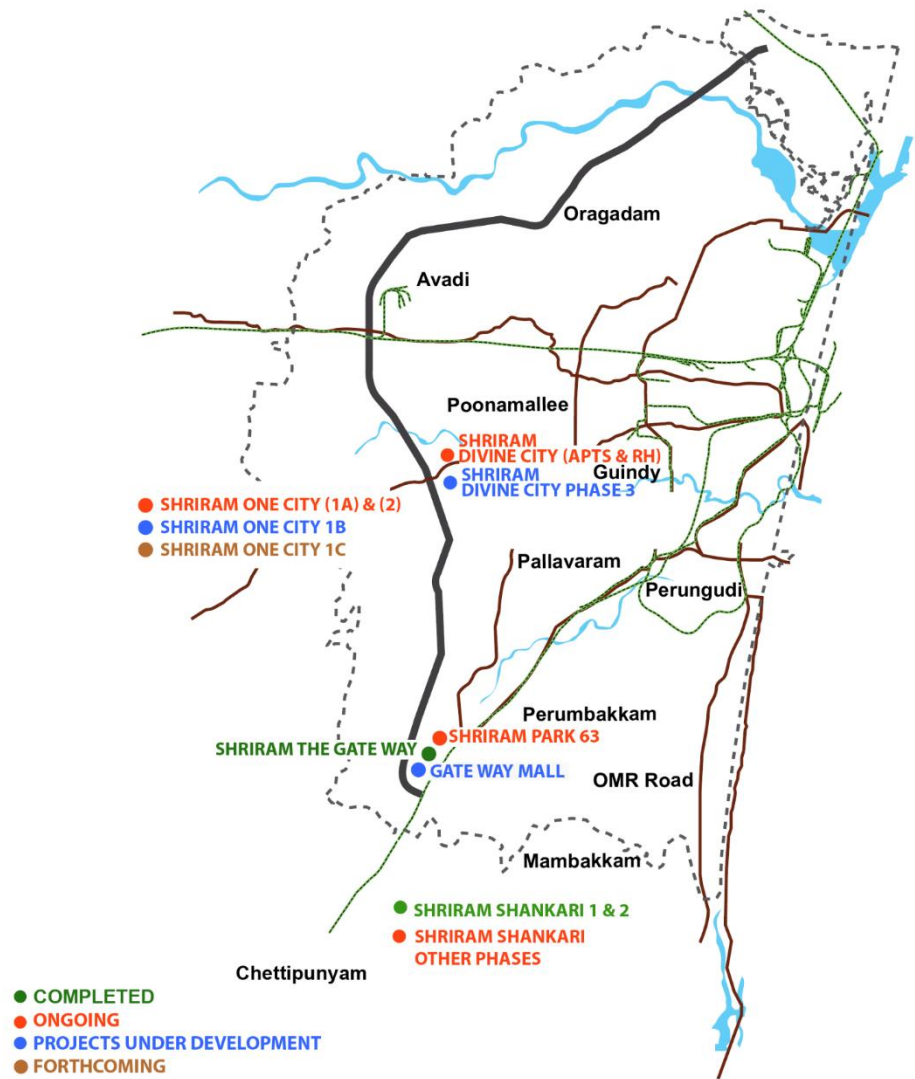 Oragadam
Avadi
Poonamallee
SHRIRAM
DIVINE CITY (APTS & RH)
Guindy
SHRIRAM
DIVINE CITY PHASE 3
SHRIRAM ONE CITY (1A) & (2)
SHRIRAM ONE CITY 1B
SHRIRAM ONE CITY 1C
Pallavaram
Perungudi
Perumbakkam
SHRIRAM PARK 63
SHRIRAM THE GATE WAY
GATE WAY MALL
OMR Road
Mambakkam
SHRIRAM SHANKARI 1 & 2
SHRIRAM SHANKARI
OTHER PHASES
Chettipunyam
COMPLETED
ONGOING
PROJECTS UNDER DEVELOPMENT
FORTHCOMING